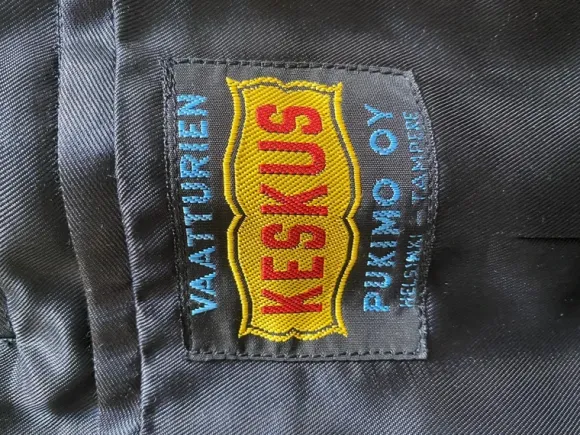 VAATTURIEN
KESKUS
PUKIMO OY
HELSINKI - TAMPERE